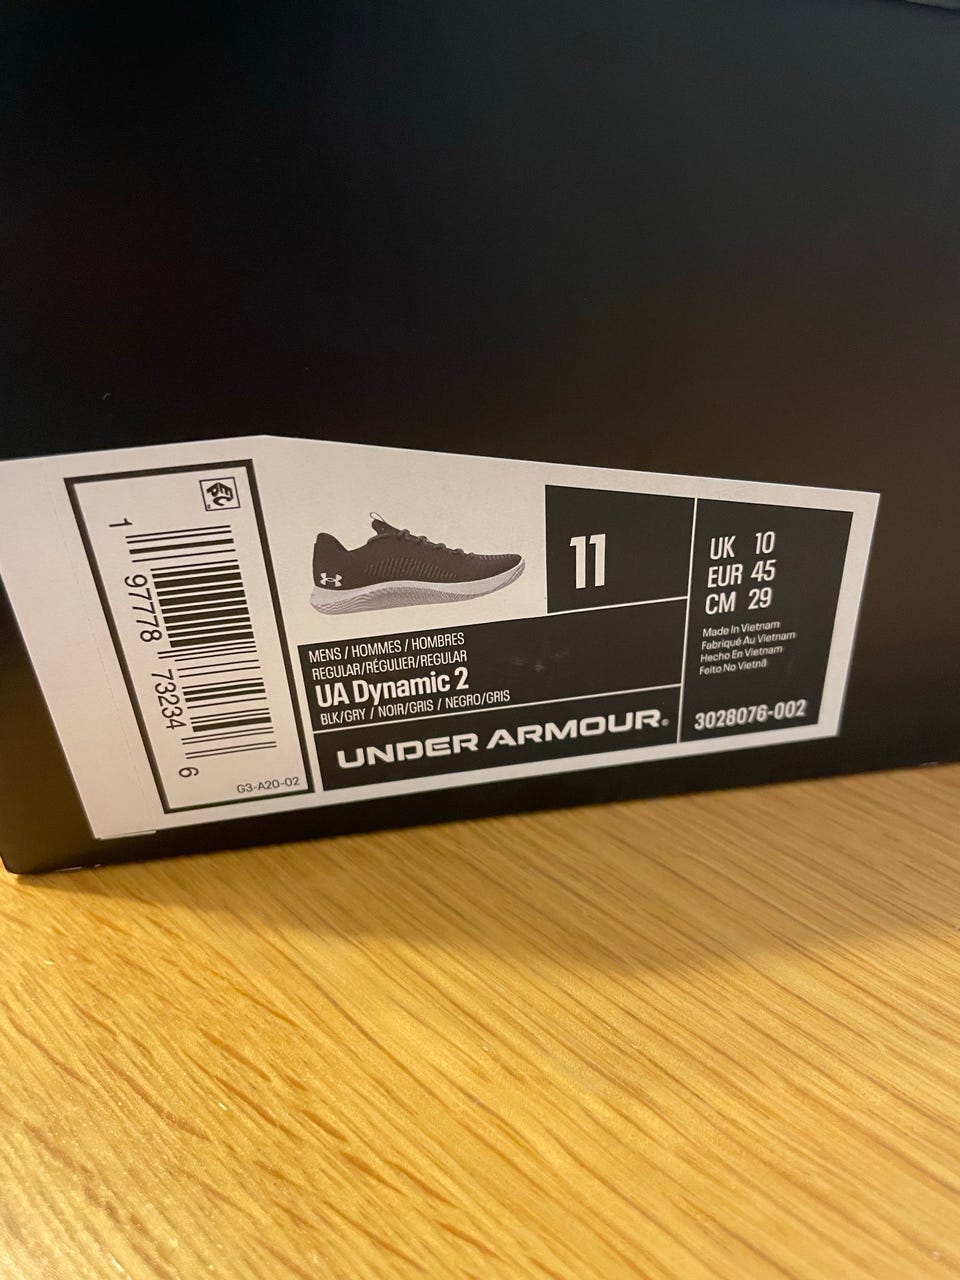 1 97778 73234 6
G3-A20-02
11
MENS / HOMMES / HOMBRES
REGULAR/RÉGULIER/REGULAR
UA Dynamic 2
BLK/GRY / NOIR/GRIS / NEGRO/GRIS
UNDER ARMOUR®
UK 10
EUR 45
CM 29
Made In Vietnam
Fabriqué Au Vietnam
Hecho En Vietnam
Feito No Vietnã
3028076-002